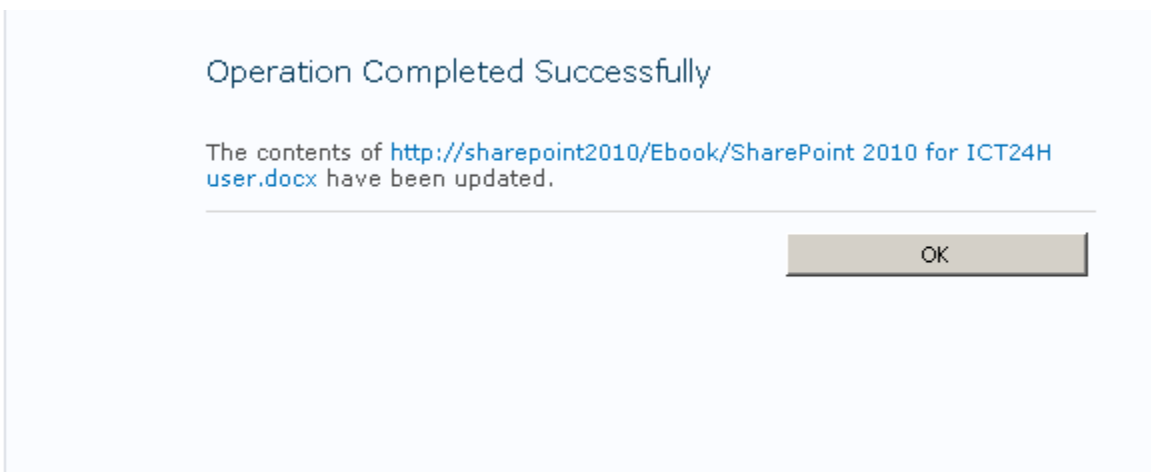 Operation Completed Successfully
The contents of http://sharepoint2010/Ebook/SharePoint 2010 for ICT24H
user.docx have been updated.
OK